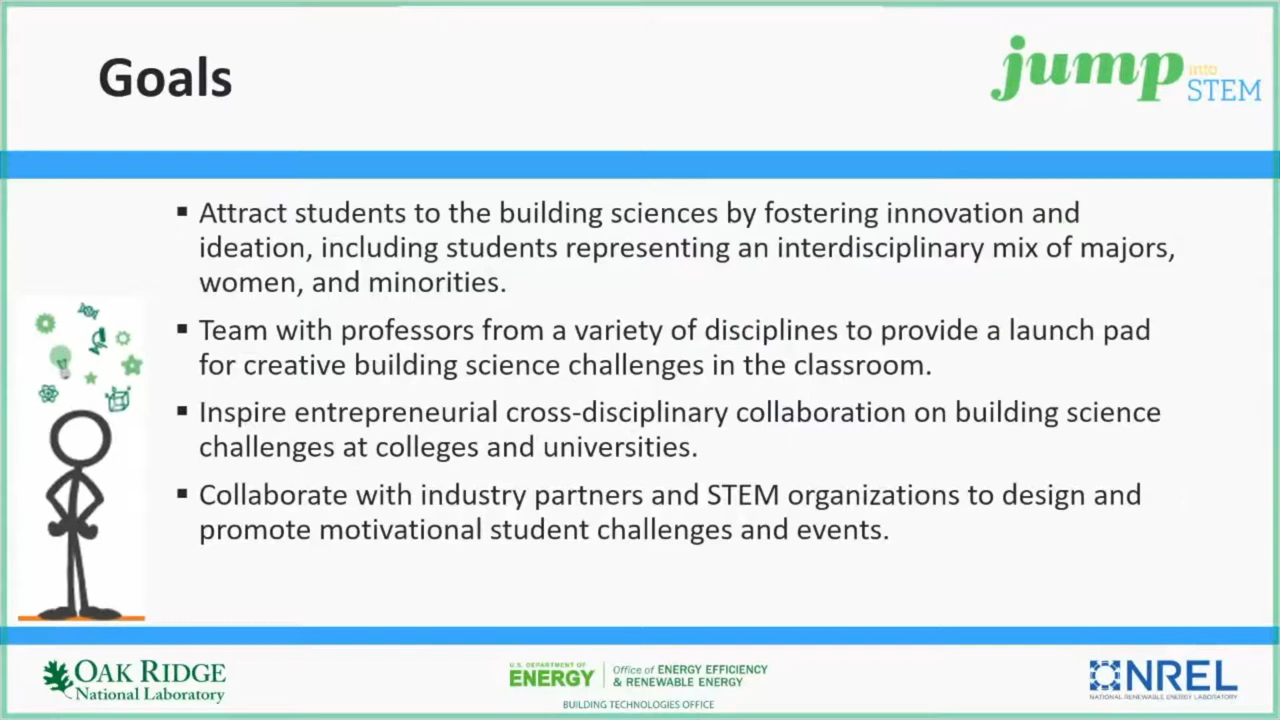 Goals
jump
into
STEM
▪ Attract students to the building sciences by fostering innovation and
ideation, including students representing an interdisciplinary mix of majors,
women, and minorities.
▪ Team with professors from a variety of disciplines to provide a launch pad
for creative building science challenges in the classroom.
▪ Inspire entrepreneurial cross-disciplinary collaboration on building science
challenges at colleges and universities.
▪ Collaborate with industry partners and STEM organizations to design and
promote motivational student challenges and events.
OAK RIDGE
National Laboratory
U.S. DEPARTMENT OF
ENERGY
Office of ENERGY EFFICIENCY
& RENEWABLE ENERGY
BUILDING TECHNOLOGIES OFFICE
NREL
NATIONAL RENEWABLE ENERGY LABORATORY